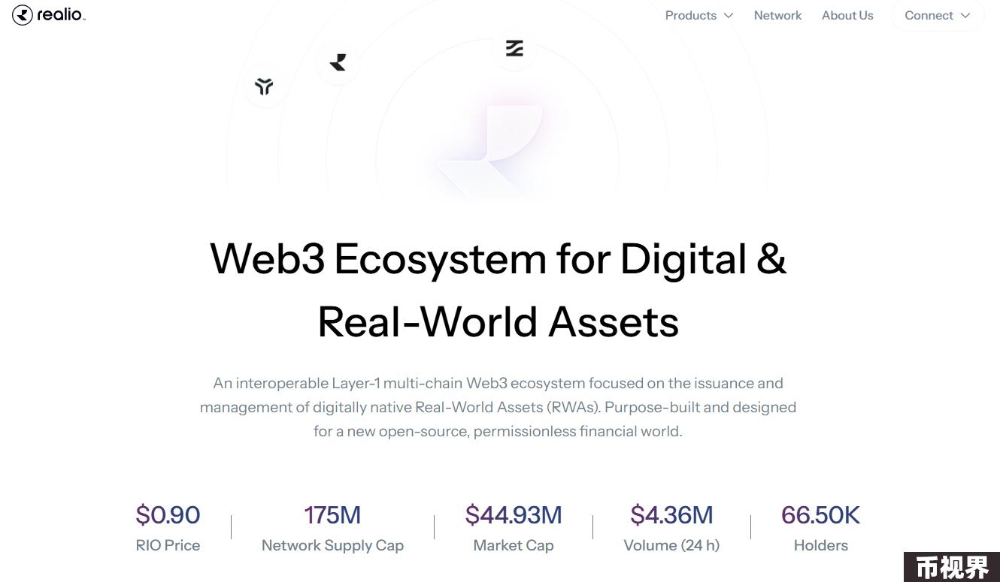 realio
Products
Network
About Us
Connect
Web3 Ecosystem for Digital &
Real-World Assets
An interoperable Layer-1 multi-chain Web3 ecosystem focused on the issuance and
management of digitally native Real-World Assets (RWAs). Purpose-built and designed
for a new open-source, permissionless financial world.
$0.90
RIO Price
175M
Network Supply Cap
$44.93M
Market Cap
$4.36M
Volume (24 h)
66.50K
Holders
币视界